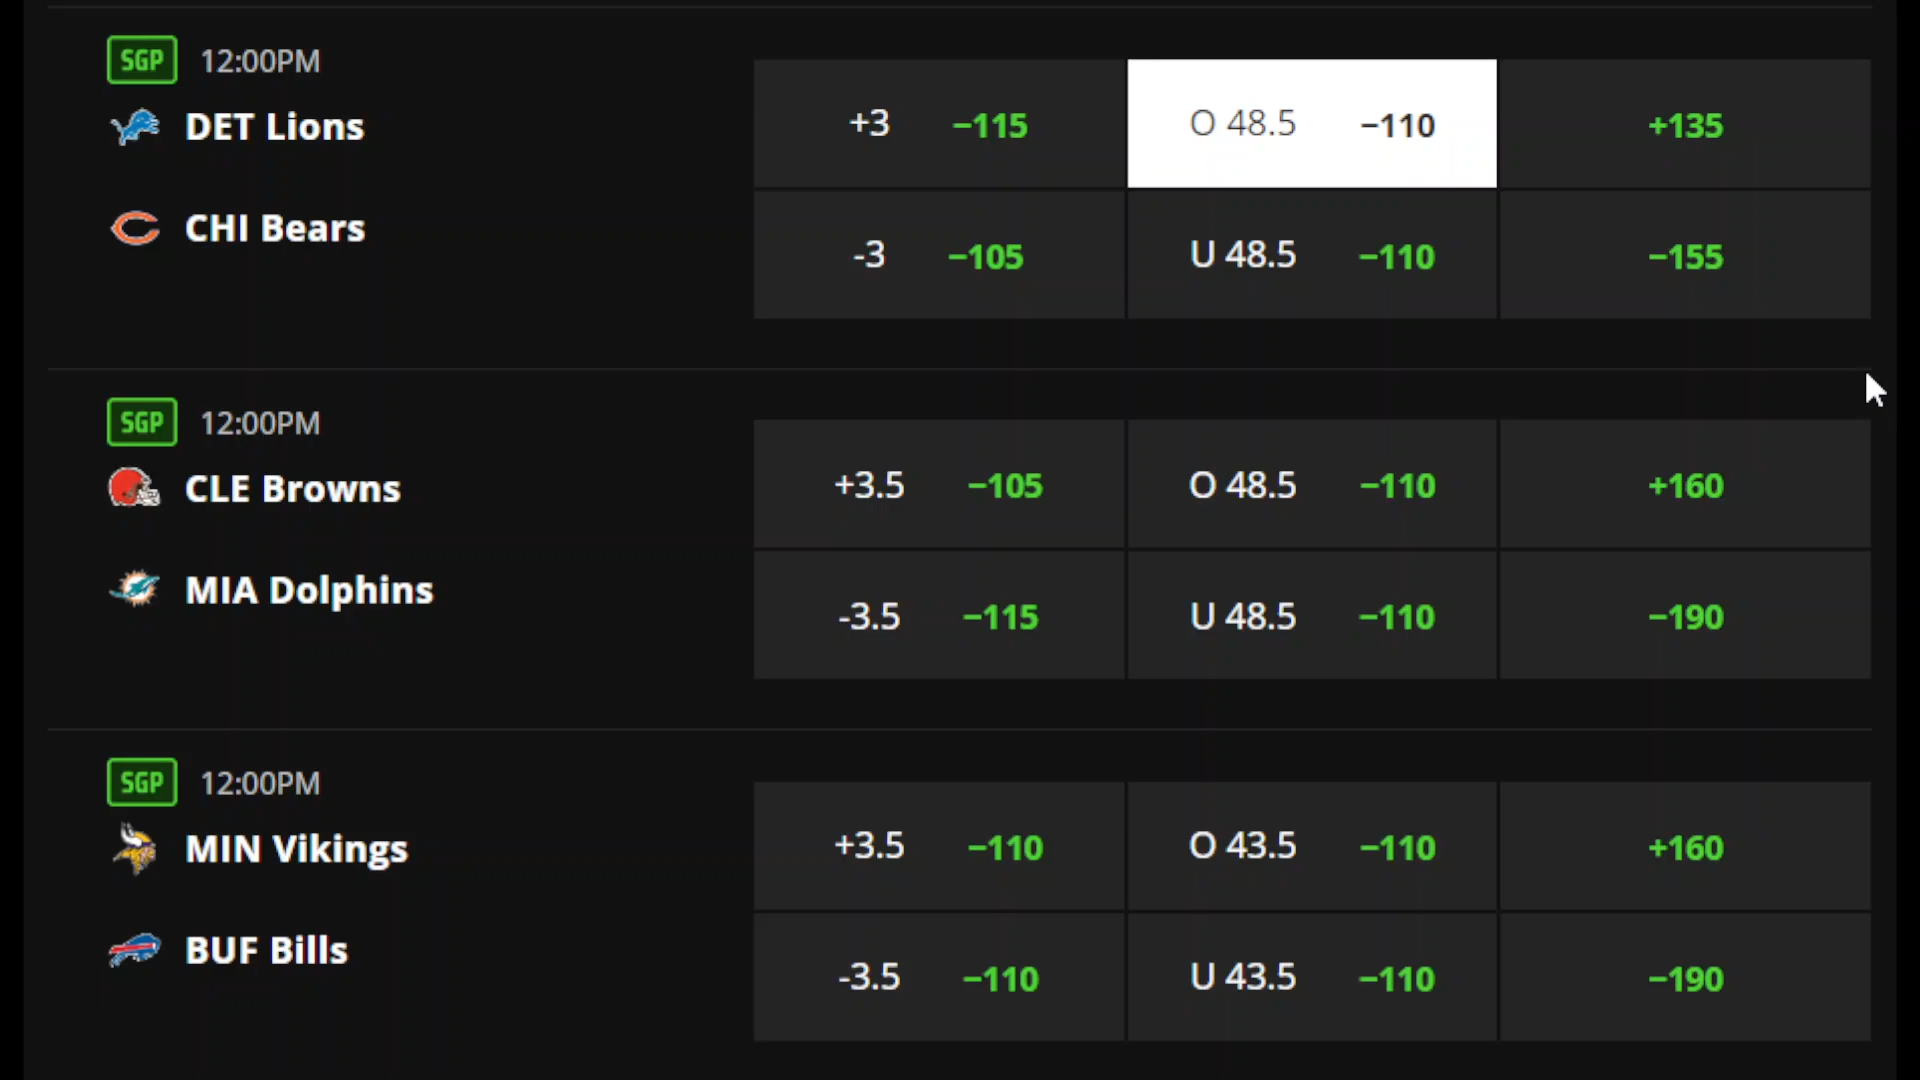 SGP 12:00PM
DET Lions +3 −115 O 48.5 −110 +135
CHI Bears -3 −105 U 48.5 −110 −155
SGP 12:00PM
CLE Browns +3.5 −105 O 48.5 −110 +160
MIA Dolphins -3.5 −115 U 48.5 −110 −190
SGP 12:00PM
MIN Vikings +3.5 −110 O 43.5 −110 +160
BUF Bills -3.5 −110 U 43.5 −110 −190